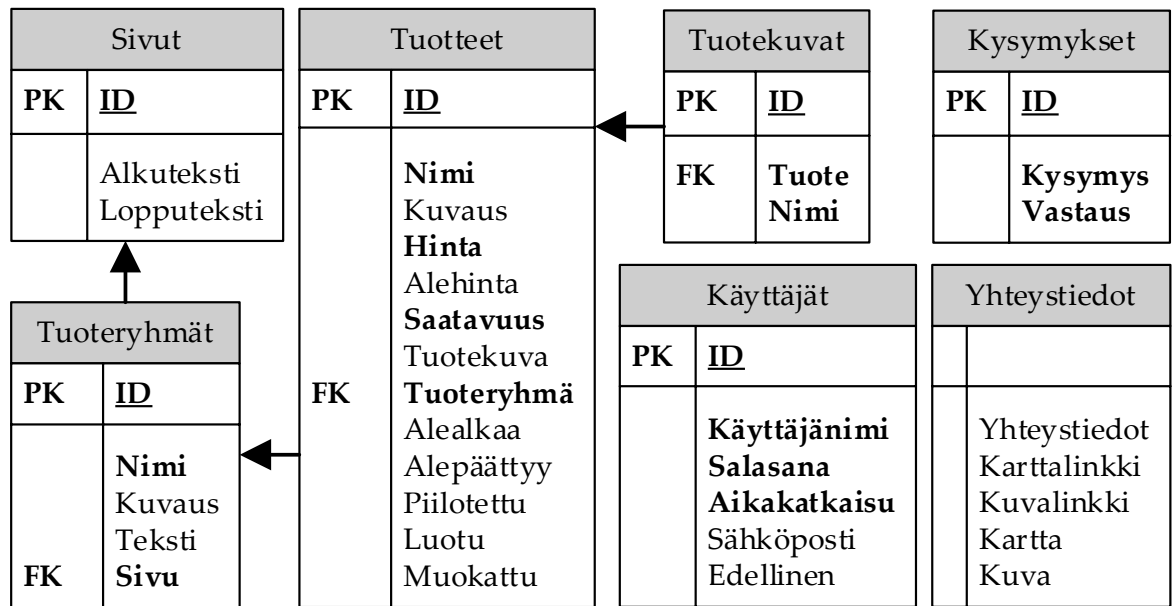 Sivut
PK ID
Alkuteksti
Lopputeksti
Tuotteet
PK ID
Nimi
Kuvaus
Hinta
Alehinta
Saatavuus
Tuotekuva
FK Tuoteryhmä
Alealkaa
Alepäättyy
Piilotettu
Luotu
Muokattu
Tuotekuvat
PK ID
FK Tuote
Nimi
Kysymykset
PK ID
Kysymys
Vastaus
Tuoteryhmät
PK ID
Nimi
Kuvaus
Teksti
FK Sivu
Käyttäjät
PK ID
Käyttäjänimi
Salasana
Aikakatkaisu
Sähköposti
Edellinen
Yhteystiedot
Yhteystiedot
Karttalinkki
Kuvalinkki
Kartta
Kuva